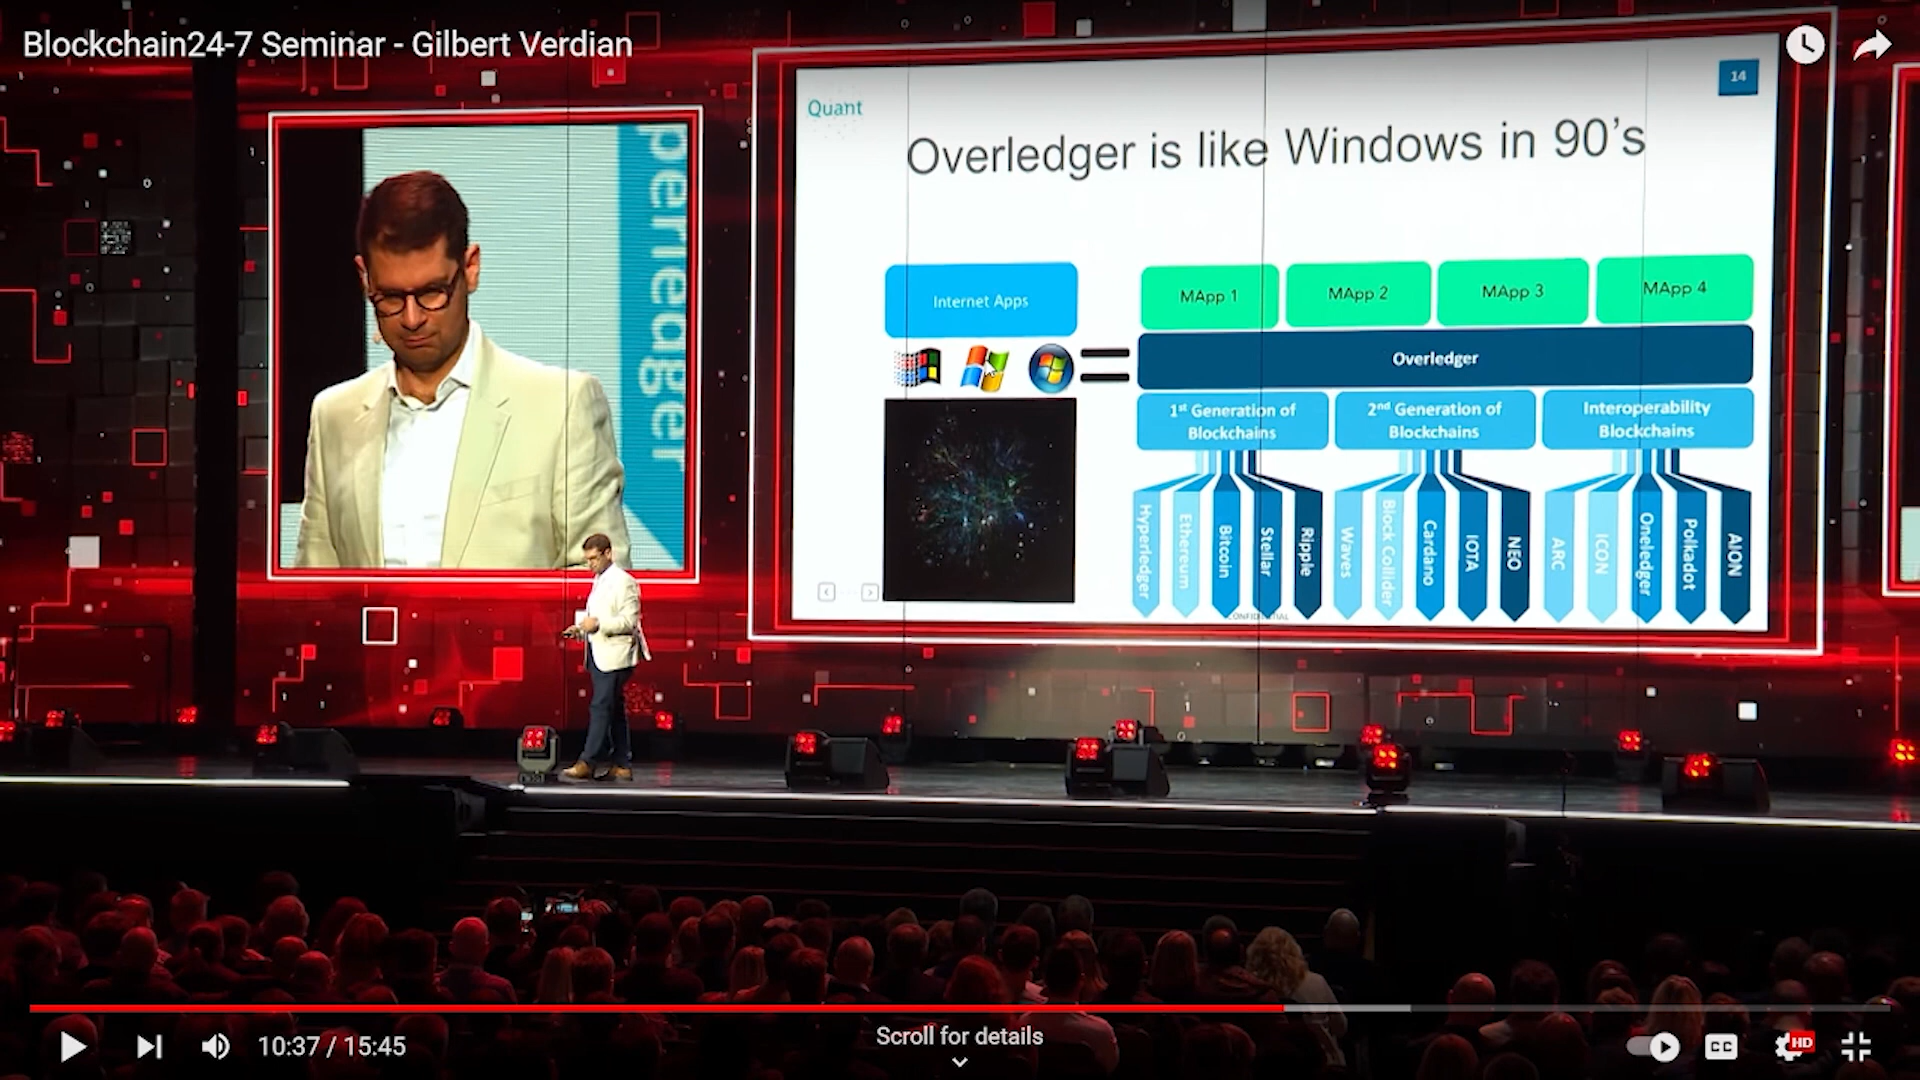 Blockchain24-7 Seminar - Gilbert Verdian
perledger
Quant
14
Overledger is like Windows in 90's
Internet Apps
MApp 1
MApp 2
MApp 3
MApp 4
Overledger
1st Generation of
Blockchains
2nd Generation of
Blockchains
Interoperability
Blockchains
Hyperledger
Ethereum
Bitcoin
Stellar
Ripple
Waves
Block Collider
Cardano
IOTA
NEO
ARC
ICON
Oneledger
Polkadot
AION
CONFIDENTIAL
10:37 / 15:45
Scroll for details
CC
HD